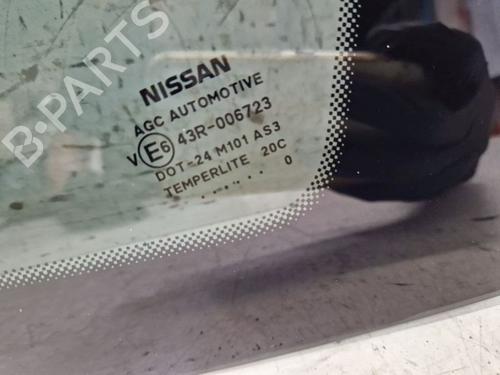 NISSAN
AGC AUTOMOTIVE
V E6 43R-006723
DOT-24 M101 AS3
TEMPERLITE 20C
...... 0
B-PARTS